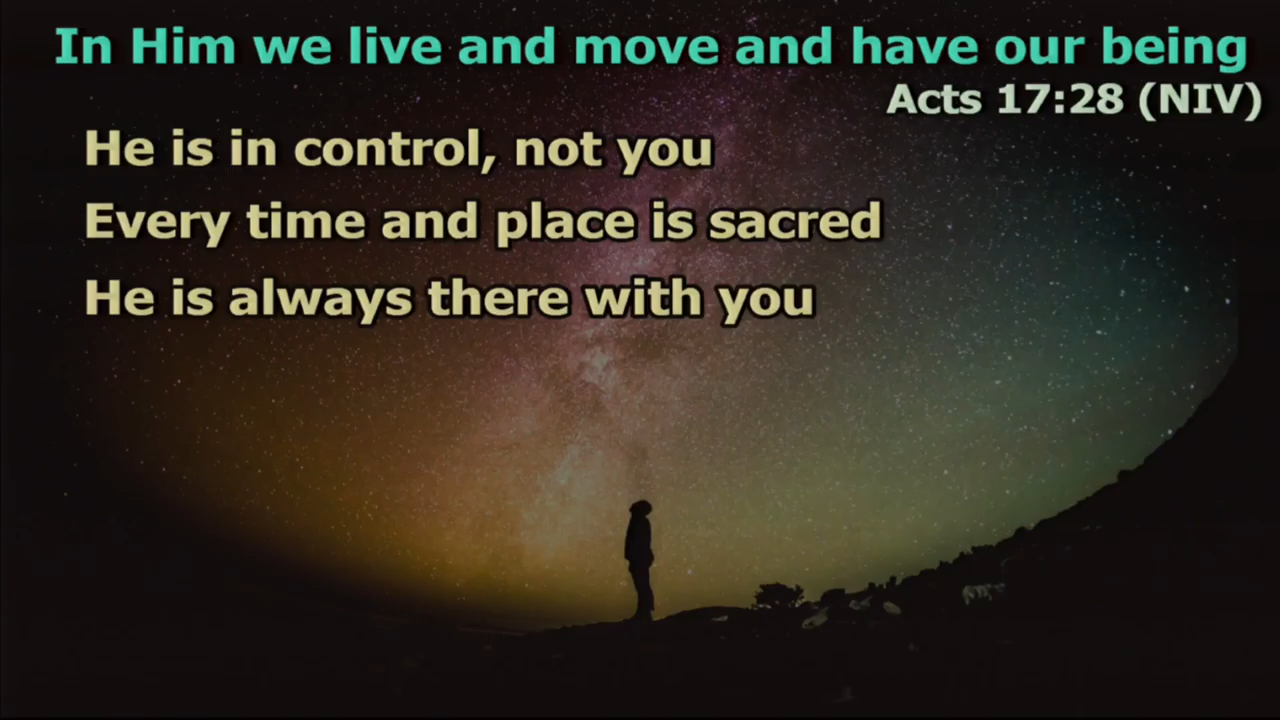 In Him we live and move and have our being
Acts 17:28 (NIV)
He is in control, not you
Every time and place is sacred
He is always there with you